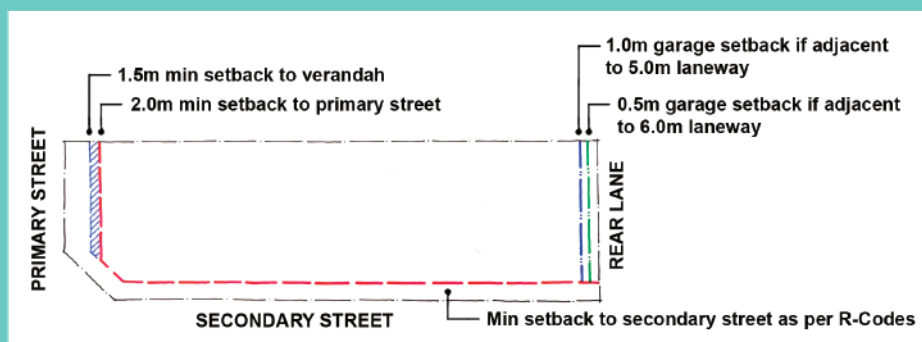 1.0m garage setback if adjacent
to 5.0m laneway
1.5m min setback to verandah
2.0m min setback to primary street
0.5m garage setback if adjacent
to 6.0m laneway
PRIMARY STREET
REAR LANE
SECONDARY STREET
Min setback to secondary street as per R-Codes